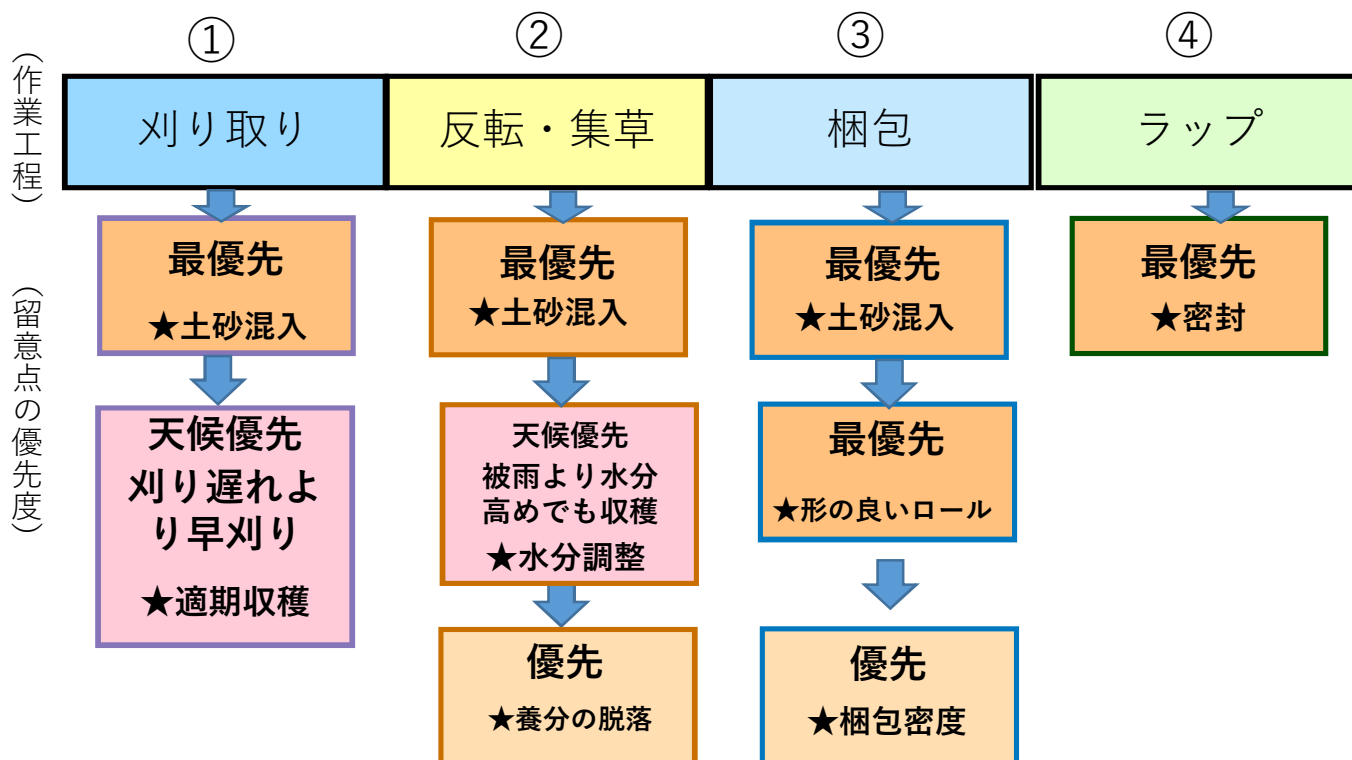 ①
②
③
④
(作業工程)
刈り取り
反転・集草
梱包
ラップ
(留意点の優先度)
最優先
★土砂混入
天候優先
刈り遅れよ
り早刈り
★適期収穫
最優先
★土砂混入
天候優先
被雨より水分
高めでも収穫
★水分調整
優先
★養分の脱落
最優先
★土砂混入
最優先
★形の良いロール
優先
★梱包密度
最優先
★密封